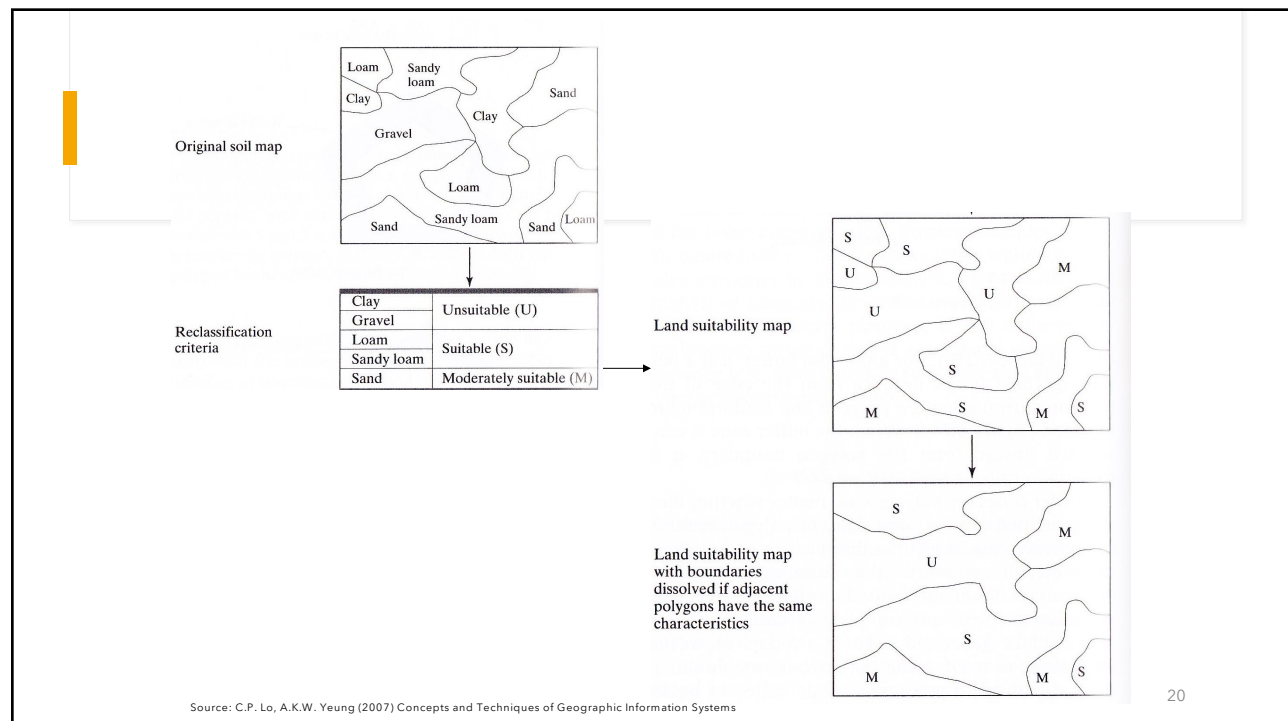 Original soil map
Loam
Sandy
loam
Clay
Sand
Clay
Gravel
Loam
Sand
Sandy loam
Sand
Loam
Reclassification
criteria
Clay
Gravel
Unsuitable (U)
Loam
Sandy loam
Suitable (S)
Sand
Moderately suitable (M)
Land suitability map
S
S
U
M
U
U
S
M
S
M
S
Land suitability map
with boundaries
dissolved if adjacent
polygons have the same
characteristics
S
M
U
S
M
M
S
Source: C.P. Lo, A.K.W. Yeung (2007) Concepts and Techniques of Geographic Information Systems
20